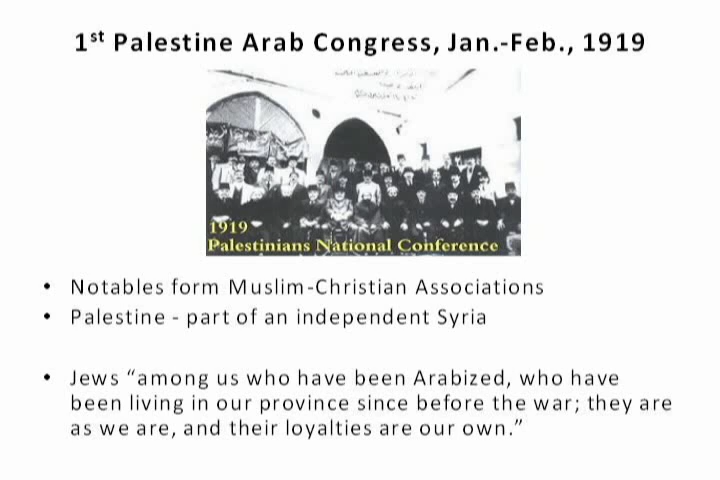 1st Palestine Arab Congress, Jan.-Feb., 1919
1919
Palestinians National Conference
• Notables form Muslim-Christian Associations
• Palestine - part of an independent Syria
• Jews “among us who have been Arabized, who have
been living in our province since before the war; they are
as we are, and their loyalties are our own.”